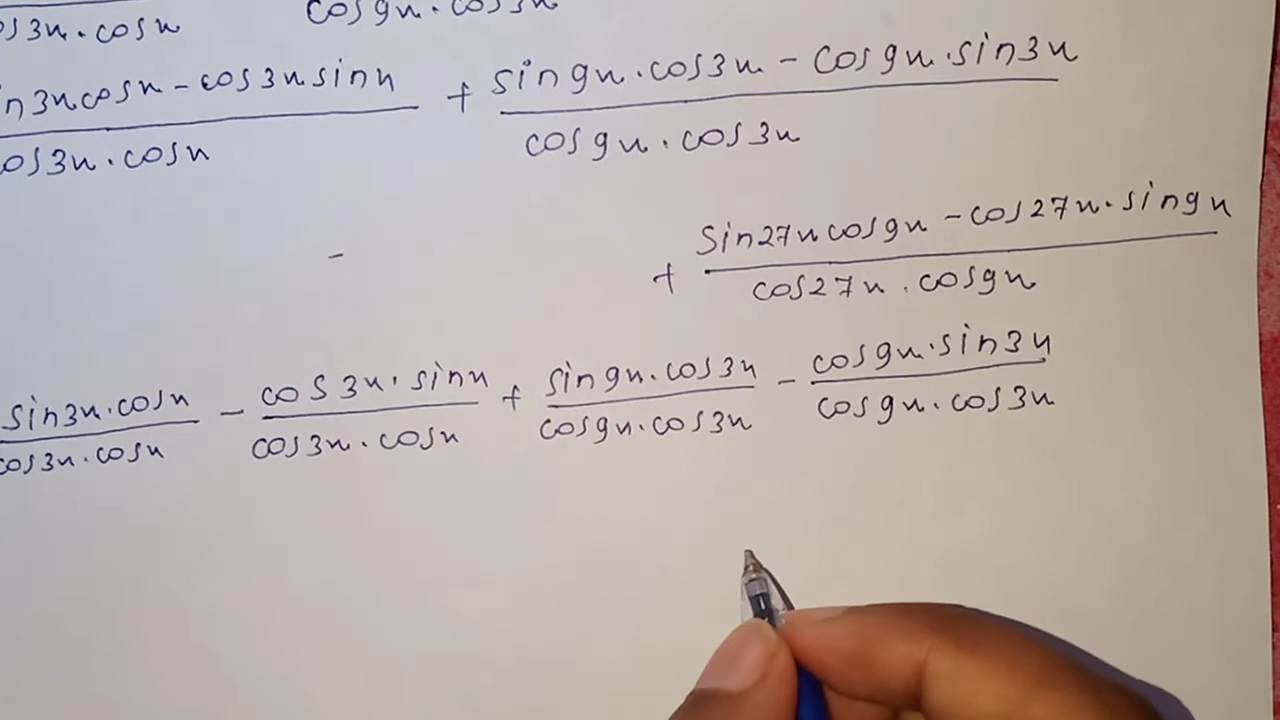 cos3x.cosx cos9x.cos3x
sin3xcosx-cos3xsinx + sin9x.cos3x - cos9x.sin3x
cos3x.cosx cos9x.cos3x
-
+ sin27xcos9x - cos27x.sin9x
cos27x.cos9x
sin3x.cosx - cos3x.sinx + sin9x.cos3x - cos9x.sin3x
cos3x.cosx cos3x.cosx cos9x.cos3x cos9x.cos3x